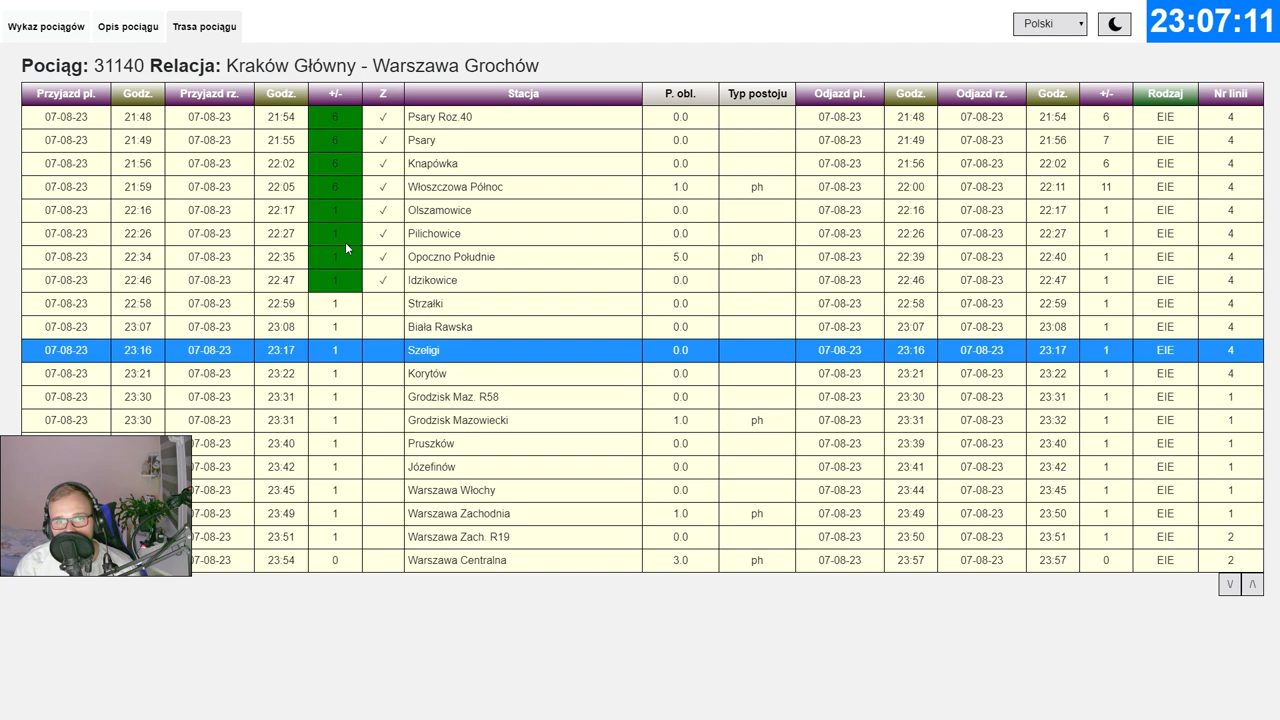 Wykaz pociągów Opis pociągu Trasa pociągu Polski 23:07:11
Pociąg: 31140 Relacja: Kraków Główny - Warszawa Grochów
Przyjazd pl. Godz. Przyjazd rz. Godz. +/- Z Stacja P. obl. Typ postoju Odjazd pl. Godz. Odjazd rz. Godz. +/- Rodzaj Nr linii
07-08-23 21:48 07-08-23 21:54 6 ✓ Psary Roz.40 0.0 07-08-23 21:48 07-08-23 21:54 6 EIE 4
07-08-23 21:49 07-08-23 21:55 6 ✓ Psary 0.0 07-08-23 21:49 07-08-23 21:56 7 EIE 4
07-08-23 21:56 07-08-23 22:02 6 ✓ Knapówka 0.0 07-08-23 21:56 07-08-23 22:02 6 EIE 4
07-08-23 21:59 07-08-23 22:05 6 ✓ Włoszczowa Północ 1.0 ph 07-08-23 22:00 07-08-23 22:11 11 EIE 4
07-08-23 22:16 07-08-23 22:17 1 ✓ Olszamowice 0.0 07-08-23 22:16 07-08-23 22:17 1 EIE 4
07-08-23 22:26 07-08-23 22:27 1 ✓ Pilichowice 0.0 07-08-23 22:26 07-08-23 22:27 1 EIE 4
07-08-23 22:34 07-08-23 22:35 1 ✓ Opoczno Południe 5.0 ph 07-08-23 22:39 07-08-23 22:40 1 EIE 4
07-08-23 22:46 07-08-23 22:47 1 ✓ Idzikowice 0.0 07-08-23 22:46 07-08-23 22:47 1 EIE 4
07-08-23 22:58 07-08-23 22:59 1 Strzałki 0.0 07-08-23 22:58 07-08-23 22:59 1 EIE 4
07-08-23 23:07 07-08-23 23:08 1 Biała Rawska 0.0 07-08-23 23:07 07-08-23 23:08 1 EIE 4
07-08-23 23:16 07-08-23 23:17 1 Szeligi 0.0 07-08-23 23:16 07-08-23 23:17 1 EIE 4
07-08-23 23:21 07-08-23 23:22 1 Korytów 0.0 07-08-23 23:21 07-08-23 23:22 1 EIE 4
07-08-23 23:30 07-08-23 23:31 1 Grodzisk Maz. R58 0.0 07-08-23 23:30 07-08-23 23:31 1 EIE 1
07-08-23 23:30 07-08-23 23:31 1 Grodzisk Mazowiecki 1.0 ph 07-08-23 23:31 07-08-23 23:32 1 EIE 1
07-08-23 23:40 1 Pruszków 0.0 07-08-23 23:39 07-08-23 23:40 1 EIE 1
07-08-23 23:42 1 Józefinów 0.0 07-08-23 23:41 07-08-23 23:42 1 EIE 1
07-08-23 23:45 1 Warszawa Włochy 0.0 07-08-23 23:44 07-08-23 23:45 1 EIE 1
07-08-23 23:49 1 Warszawa Zachodnia 1.0 ph 07-08-23 23:49 07-08-23 23:50 1 EIE 1
07-08-23 23:51 1 Warszawa Zach. R19 0.0 07-08-23 23:50 07-08-23 23:51 1 EIE 2
07-08-23 23:54 0 Warszawa Centralna 3.0 ph 07-08-23 23:57 07-08-23 23:57 0 EIE 2
\/ /\